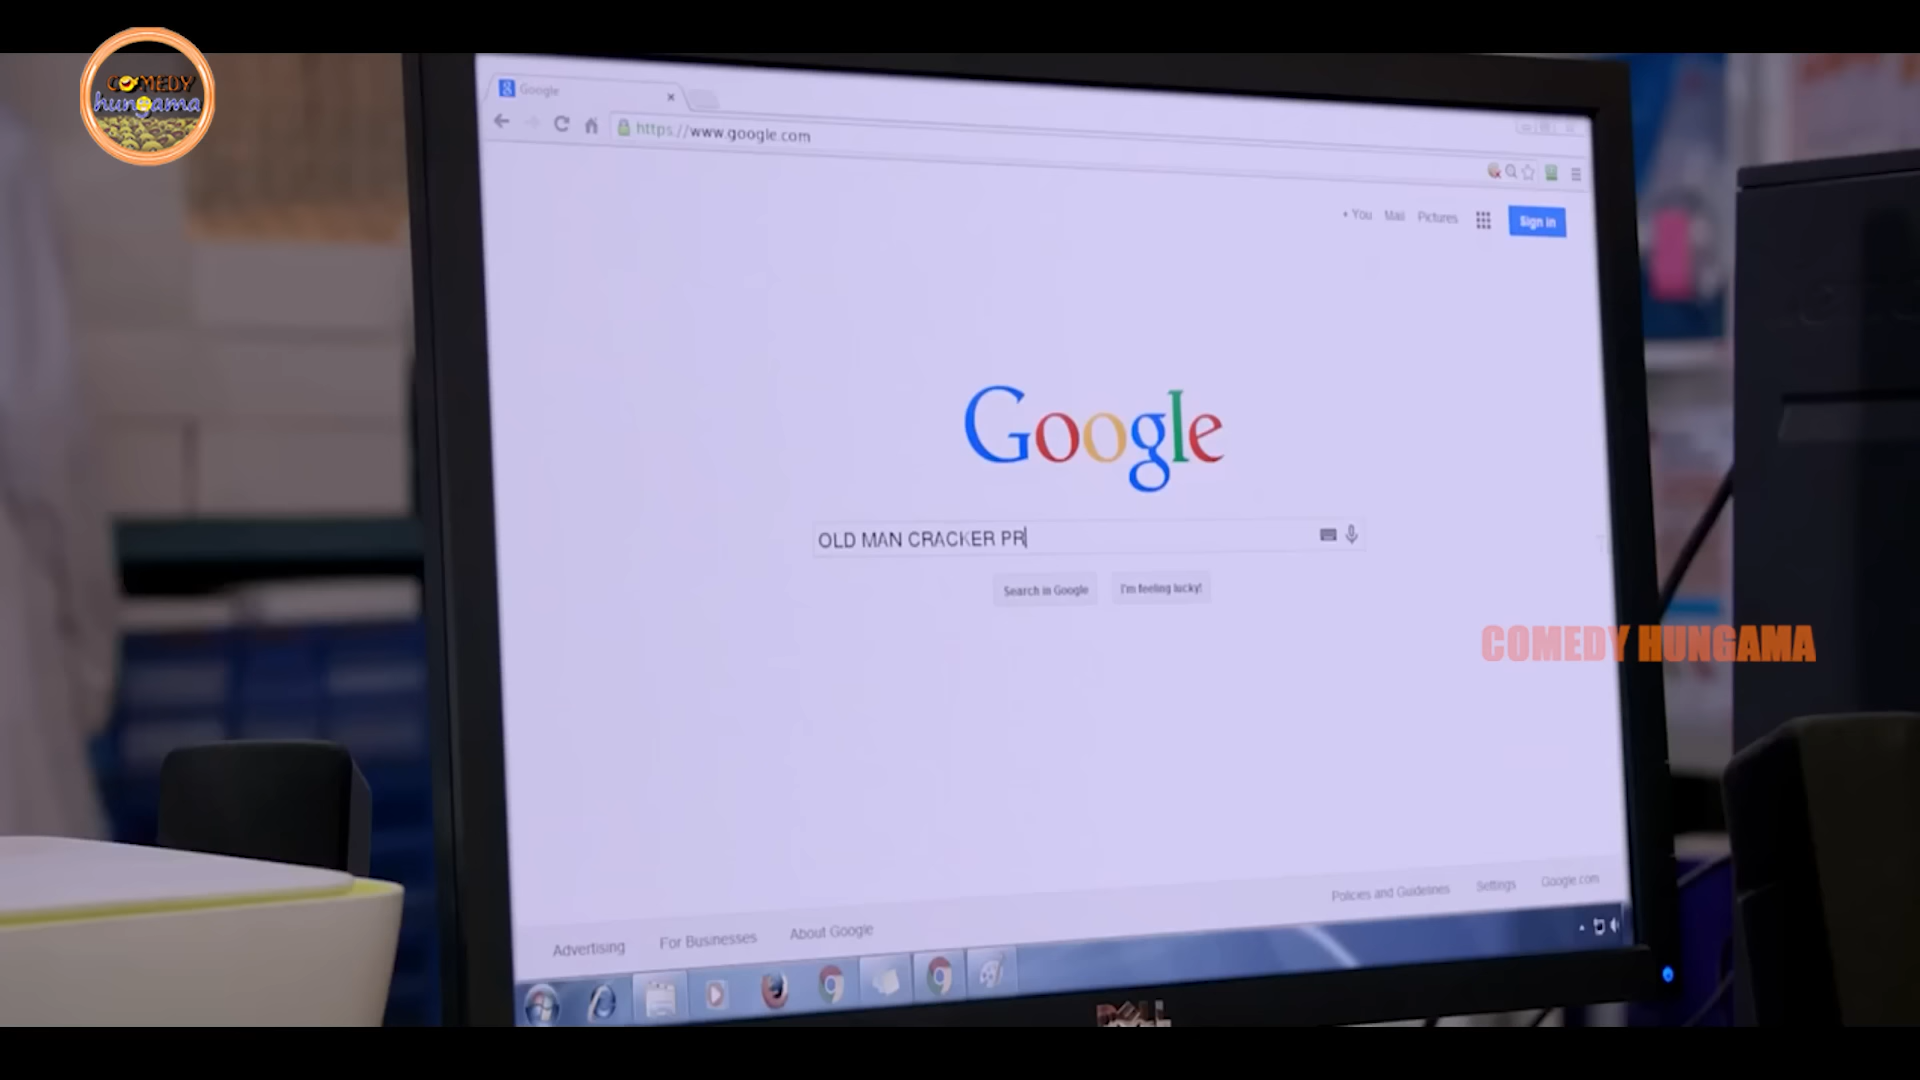 COMEDY
hungama
Google
https://www.google.com
+ You Mail Pictures Sign in
Google
OLD MAN CRACKER PR
Search in Google I'm feeling lucky!
COMEDY HUNGAMA
Policies and Guidelines Settings Google.com
Advertising For Businesses About Google
DELL